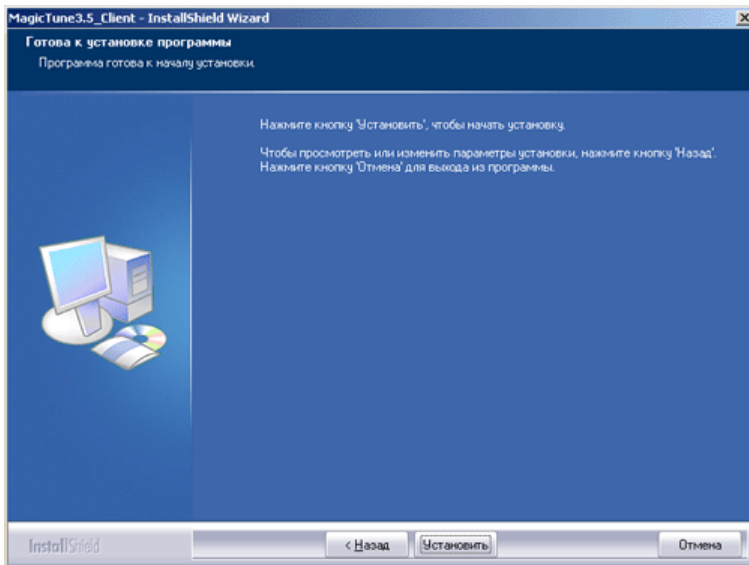 MagicTune3.5_Client - InstallShield Wizard
Готова к установке программы
Программа готова к началу установки.
Нажмите кнопку 'Установить', чтобы начать установку.
Чтобы просмотреть или изменить параметры установки, нажмите кнопку 'Назад'.
Нажмите кнопку 'Отмена' для выхода из программы.
InstallShield
< Назад
Установить
Отмена